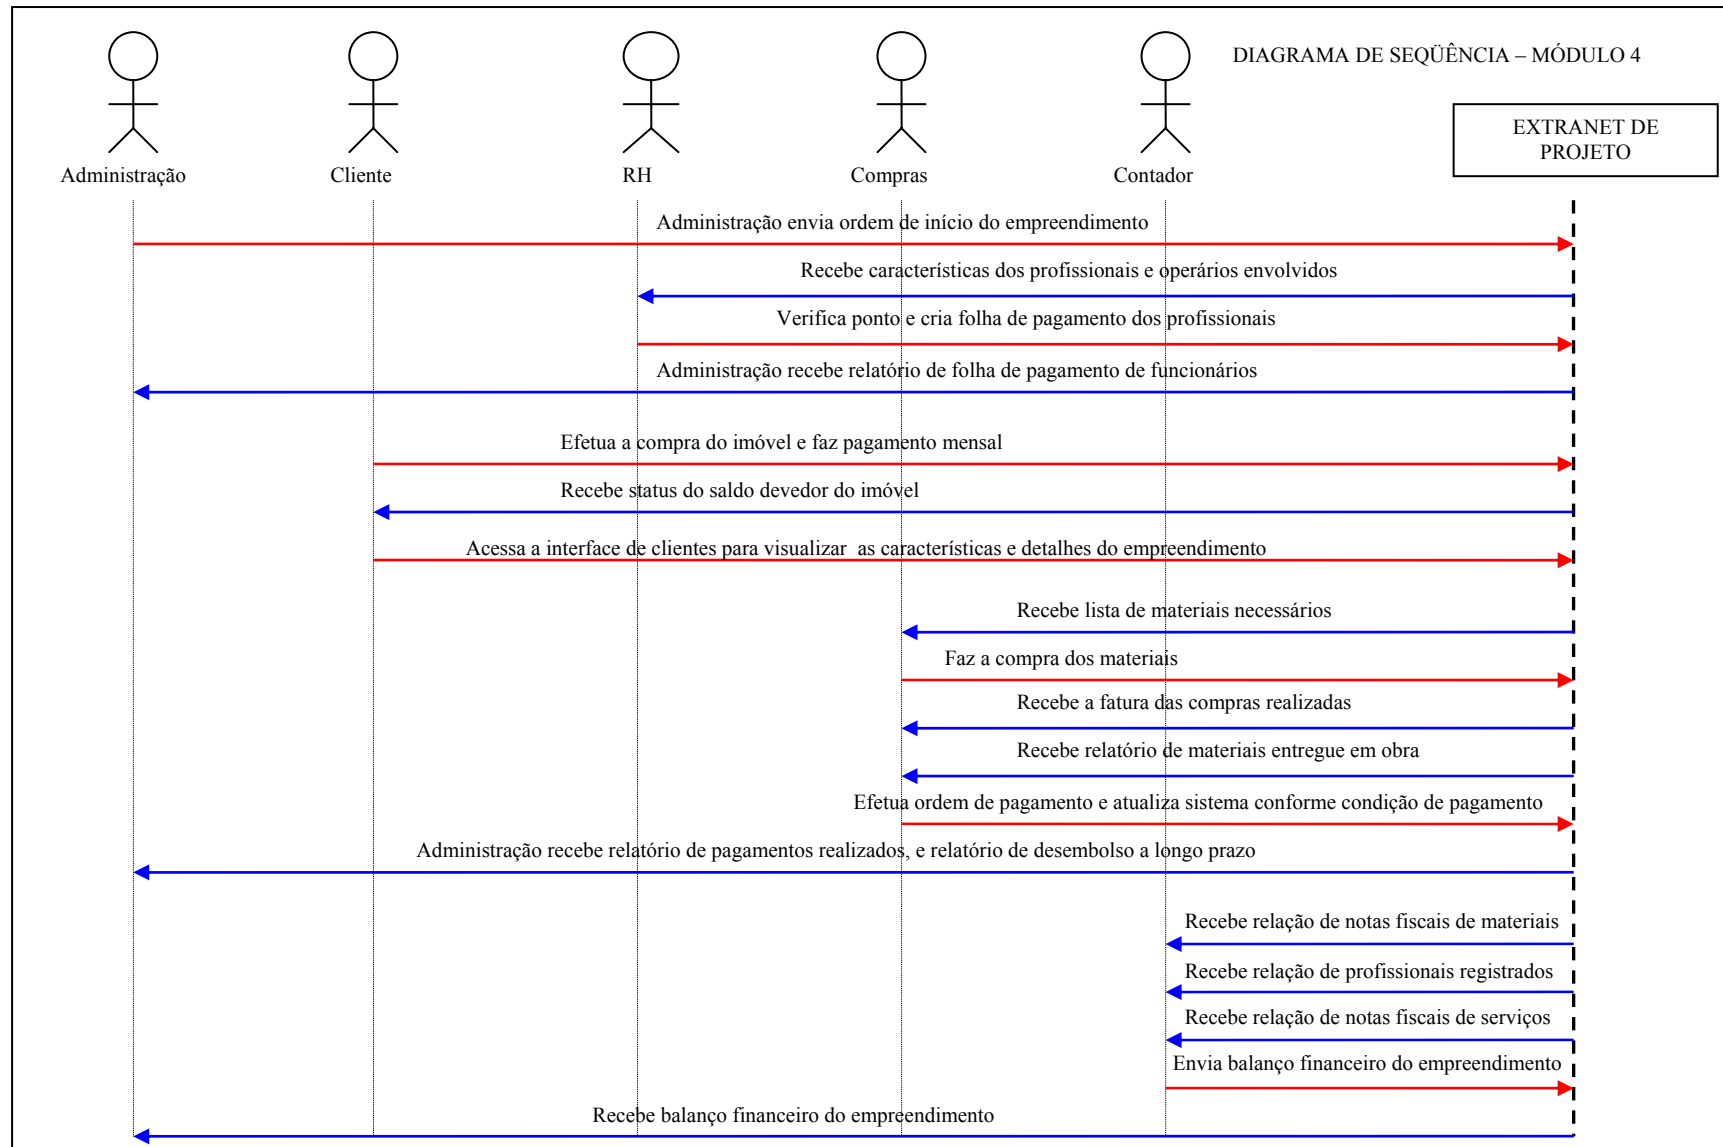 DIAGRAMA DE SEQÜÊNCIA – MÓDULO 4
EXTRANET DE
PROJETO
Administração
Cliente
RH
Compras
Contador
Administração envia ordem de início do empreendimento
Recebe características dos profissionais e operários envolvidos
Verifica ponto e cria folha de pagamento dos profissionais
Administração recebe relatório de folha de pagamento de funcionários
Efetua a compra do imóvel e faz pagamento mensal
Recebe status do saldo devedor do imóvel
Acessa a interface de clientes para visualizar as características e detalhes do empreendimento
Recebe lista de materiais necessários
Faz a compra dos materiais
Recebe a fatura das compras realizadas
Recebe relatório de materiais entregue em obra
Efetua ordem de pagamento e atualiza sistema conforme condição de pagamento
Administração recebe relatório de pagamentos realizados, e relatório de desembolso a longo prazo
Recebe relação de notas fiscais de materiais
Recebe relação de profissionais registrados
Recebe relação de notas fiscais de serviços
Envia balanço financeiro do empreendimento
Recebe balanço financeiro do empreendimento